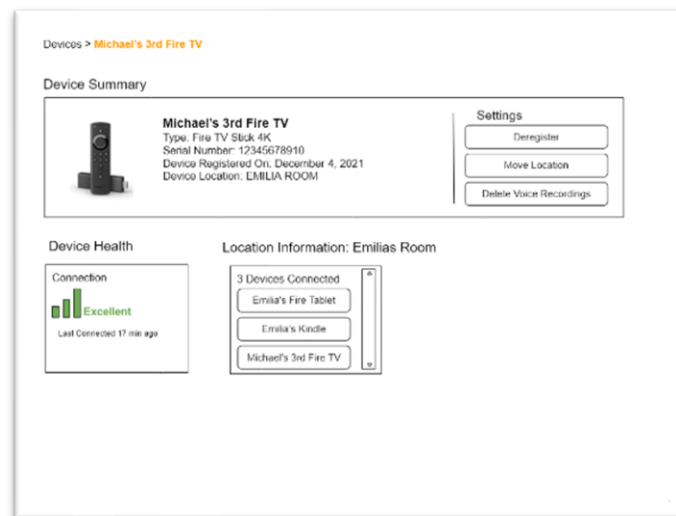 Devices > Michael's 3rd Fire TV
Device Summary
Michael's 3rd Fire TV
Type: Fire TV Stick 4K
Serial Number: 12345678910
Device Registered On: December 4, 2021
Device Location: EMILIA ROOM
Settings
Deregister
Move Location
Delete Voice Recordings
Device Health
Connection
Excellent
Last Connected 17 min ago
Location Information: Emilias Room
3 Devices Connected
Emilia's Fire Tablet
Emilia's Kindle
Michael's 3rd Fire TV